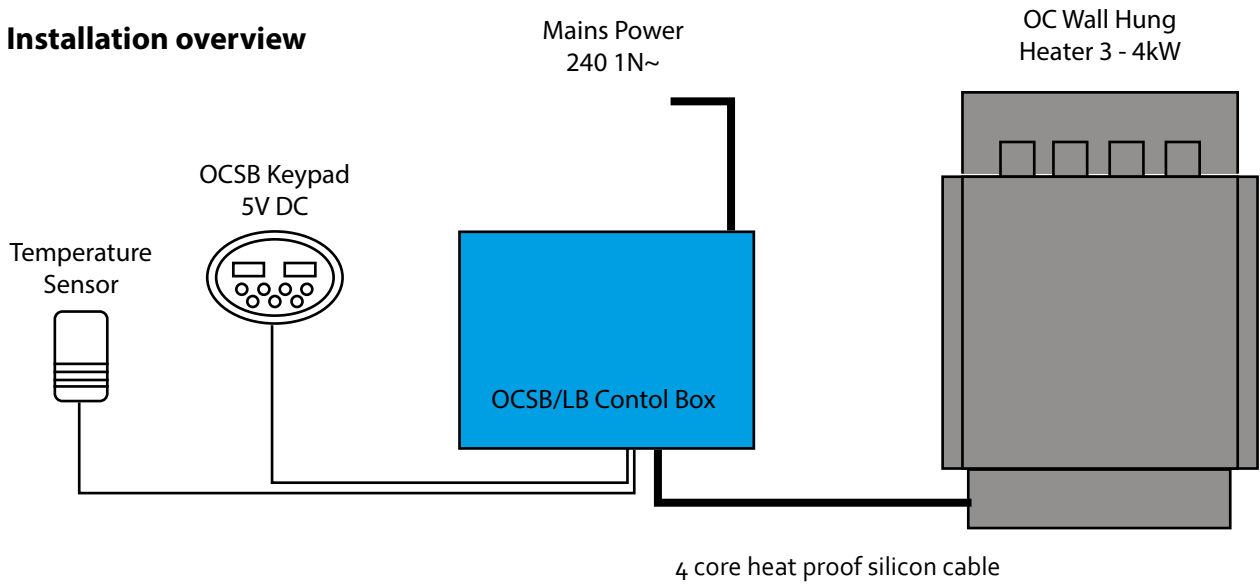 Installation overview
Mains Power
240 1N~
OC Wall Hung
Heater 3 - 4kW
OCSB Keypad
5V DC
Temperature
Sensor
OCSB/LB Contol Box
4 core heat proof silicon cable